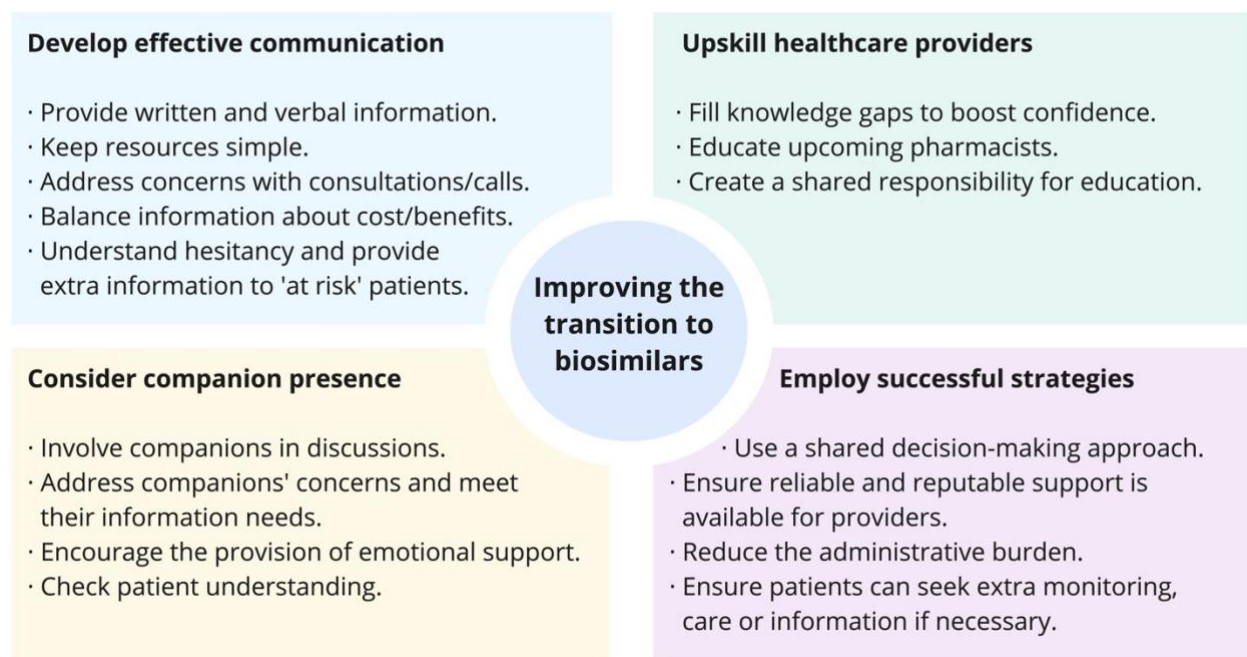 Develop effective communication
· Provide written and verbal information.
· Keep resources simple.
· Address concerns with consultations/calls.
· Balance information about cost/benefits.
· Understand hesitancy and provide
extra information to 'at risk' patients.
Upskill healthcare providers
· Fill knowledge gaps to boost confidence.
· Educate upcoming pharmacists.
· Create a shared responsibility for education.
Improving the
transition to
biosimilars
Consider companion presence
· Involve companions in discussions.
· Address companions' concerns and meet
their information needs.
· Encourage the provision of emotional support.
· Check patient understanding.
Employ successful strategies
· Use a shared decision-making approach.
· Ensure reliable and reputable support is
available for providers.
· Reduce the administrative burden.
· Ensure patients can seek extra monitoring,
care or information if necessary.